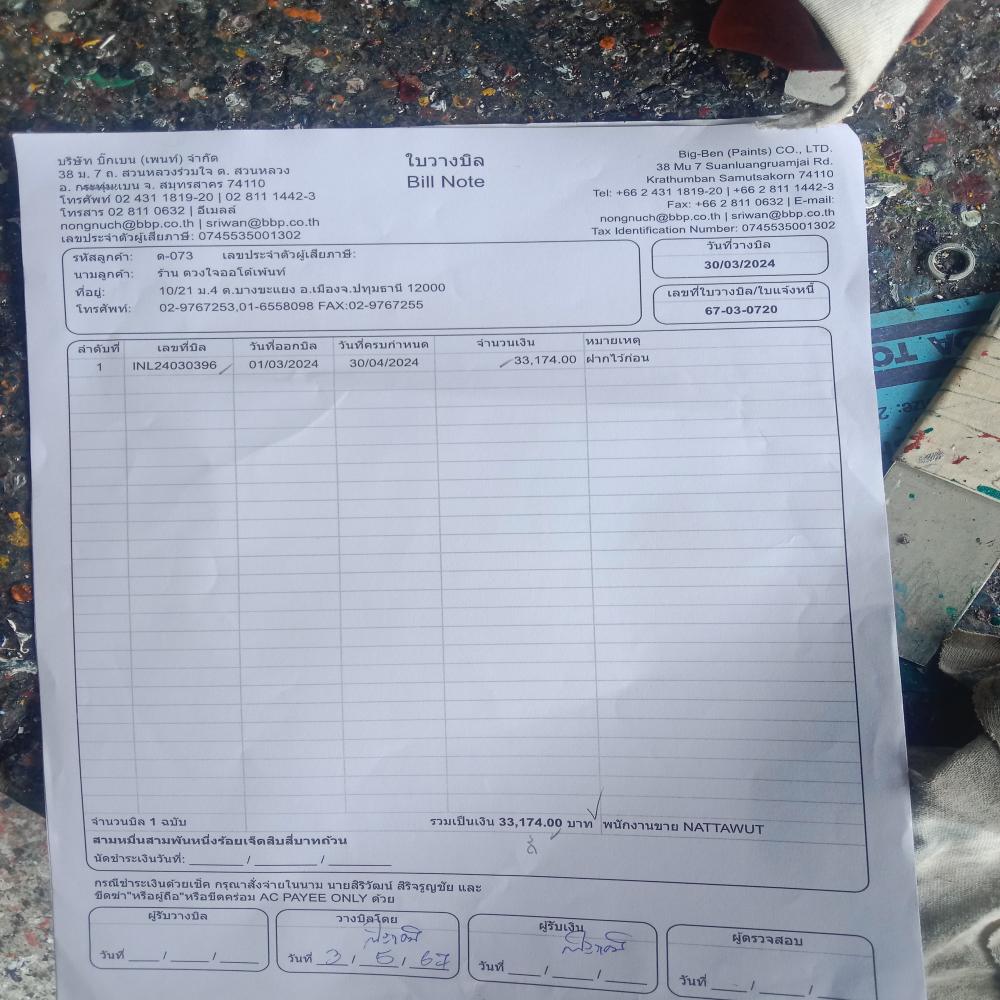 บริษัท บิ๊กเบน (เพนท์) จำกัด
38 ม. 7 ถ. สวนหลวงร่วมใจ ต. สวนหลวง
อ. กระทุ่มแบน จ. สมุทรสาคร 74110
โทรศัพท์ 02 431 1819-20 | 02 811 1442-3
โทรสาร 02 811 0632 | อีเมลล์
nongnuch@bbp.co.th | sriwan@bbp.co.th
เลขประจำตัวผู้เสียภาษี: 0745535001302
ใบวางบิล
Bill Note
Big-Ben (Paints) CO., LTD.
38 Mu 7 Suanluangruamjai Rd.
Krathumban Samutsakorn 74110
Tel: +66 2 431 1819-20 | +66 2 811 1442-3
Fax: +66 2 811 0632 | E-mail:
nongnuch@bbp.co.th | sriwan@bbp.co.th
Tax Identification Number: 0745535001302
รหัสลูกค้า: ด-073 เลขประจำตัวผู้เสียภาษี:
นามลูกค้า: ร้าน ดวงใจออโต้เพ้นท์
ที่อยู่: 10/21 ม.4 ต.บางขะแยง อ.เมืองจ.ปทุมธานี 12000
โทรศัพท์: 02-9767253,01-6558098 FAX:02-9767255
วันที่วางบิล
30/03/2024
เลขที่ใบวางบิล/ใบแจ้งหนี้
67-03-0720
ลำดับที่ เลขที่บิล วันที่ออกบิล วันที่ครบกำหนด จำนวนเงิน หมายเหตุ
1 INL24030396 01/03/2024 30/04/2024 33,174.00 ฝากไว้ก่อน
จำนวนบิล 1 ฉบับ รวมเป็นเงิน 33,174.00 บาท พนักงานขาย NATTAWUT
สามหมื่นสามพันหนึ่งร้อยเจ็ดสิบสี่บาทถ้วน
นัดชำระเงินวันที่: ______ / ______ / ______
กรณีชำระเงินด้วยเช็ค กรุณาสั่งจ่ายในนาม นายสิริวัฒน์ สิริจรูญชัย และ
ขีดฆ่า"หรือผู้ถือ"หรือขีดคร่อม AC PAYEE ONLY ด้วย
ผู้รับวางบิล
วันที่ ___ / ___ / ___
วางบิลโดย
วันที่ 3 / 5 / 67
ผู้รับเงิน
วันที่ ___ / ___ / ___
ผู้ตรวจสอบ
วันที่ ___ / ___ / ___